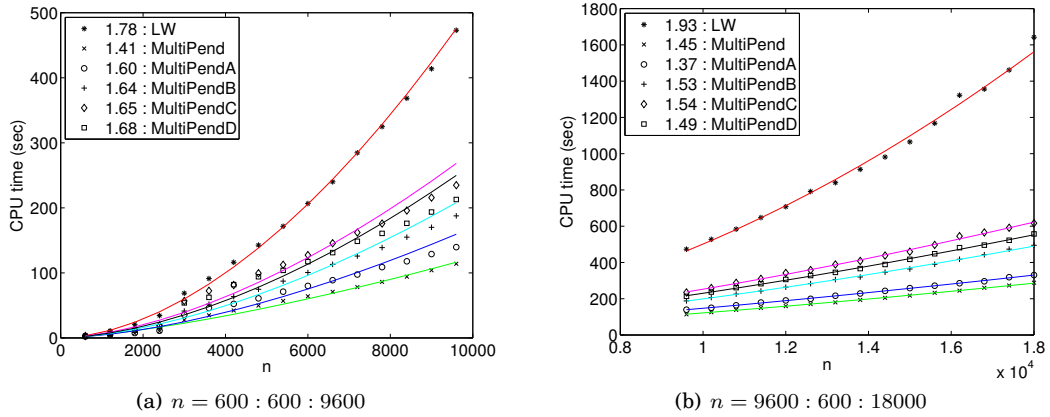 500
400
300
200
100
0
CPU time (sec)
1.78 : LW
1.41 : MultiPend
1.60 : MultiPendA
1.64 : MultiPendB
1.65 : MultiPendC
1.68 : MultiPendD
0 2000 4000 6000 8000 10000
n
(a) n = 600 : 600 : 9600
1800
1600
1400
1200
1000
800
600
400
200
0
CPU time (sec)
1.93 : LW
1.45 : MultiPend
1.37 : MultiPendA
1.53 : MultiPendB
1.54 : MultiPendC
1.49 : MultiPendD
0.8 1 1.2 1.4 1.6 1.8
n
x 10^4
(b) n = 9600 : 600 : 18000